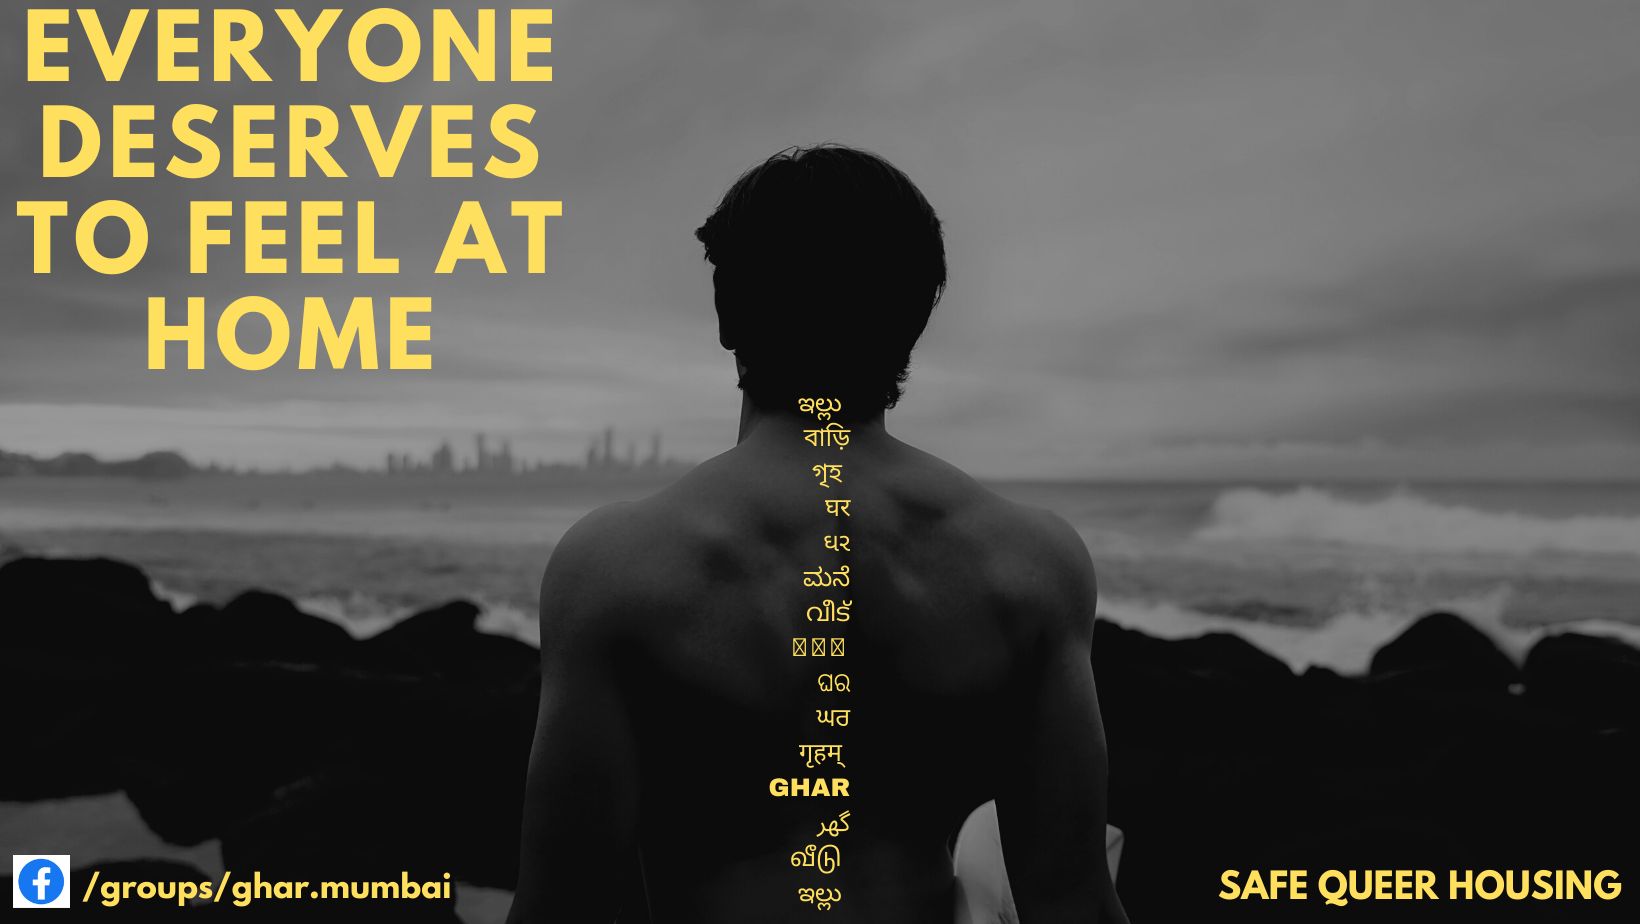 EVERYONE
DESERVES
TO FEEL AT
HOME
ఇల్లు
বাড়ি
গৃহ
घर
ઘર
ಮನೆ
വീട്
ଘର
ਘਰ
गृहम्
GHAR
گھر
வீடு
ఇల్లు
/groups/ghar.mumbai
SAFE QUEER HOUSING